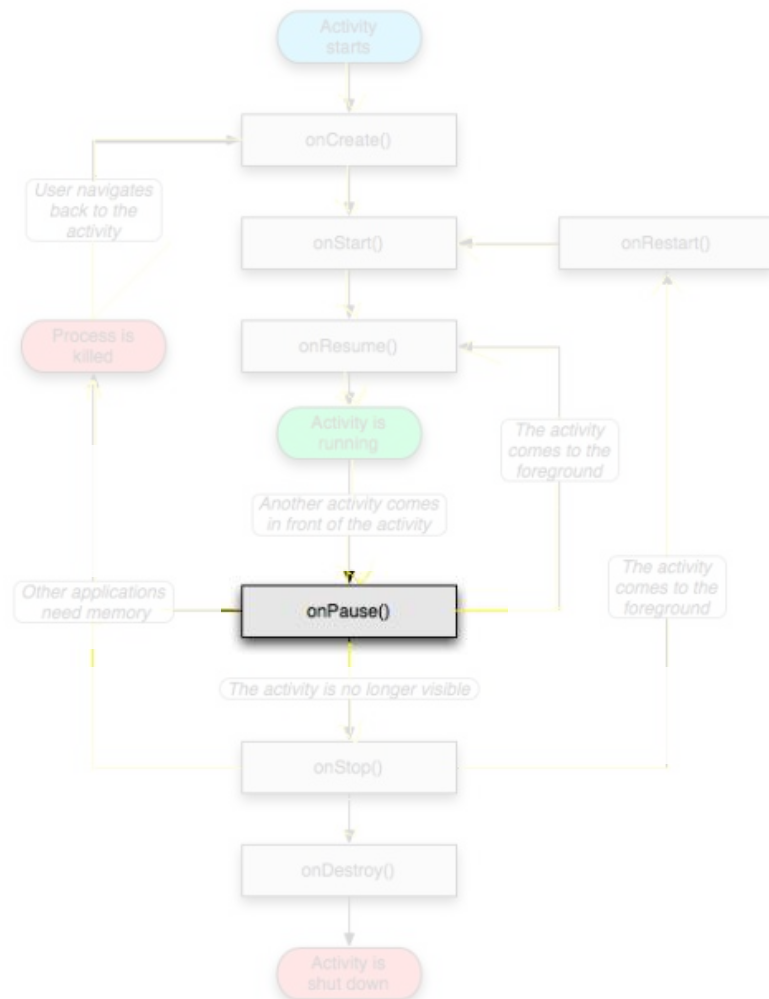 Activity
starts
onCreate()
User navigates
back to the
activity
onStart()
onRestart()
Process is
killed
onResume()
Activity is
running
The activity
comes to the
foreground
Another activity comes
in front of the activity
Other applications
need memory
onPause()
The activity
comes to the
foreground
The activity is no longer visible
onStop()
onDestroy()
Activity is
shut down